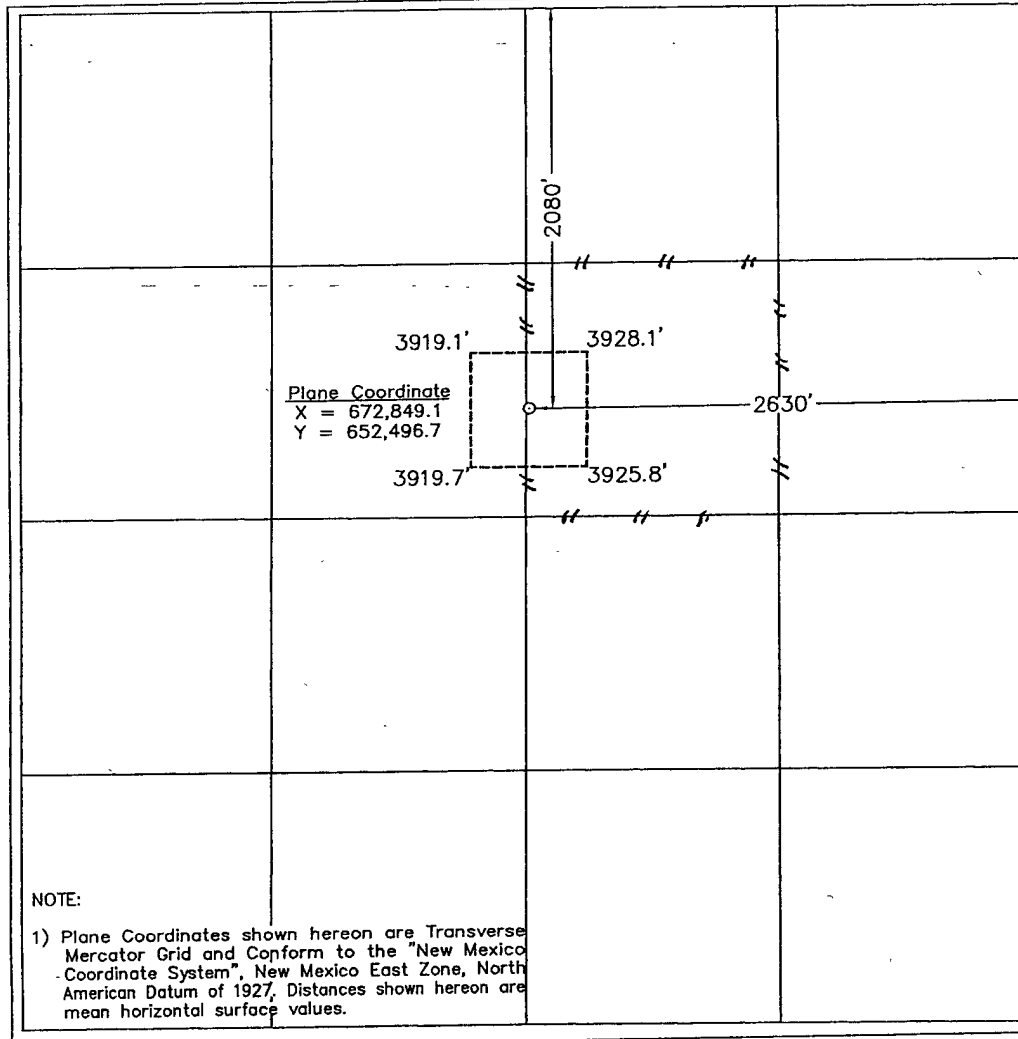 2080'
3919.1'
3928.1'
Plane Coordinate
X = 672,849.1
Y = 652,496.7
2630'
3919.7'
3925.8'
NOTE:
1) Plane Coordinates shown hereon are Transverse
Mercator Grid and Conform to the "New Mexico
Coordinate System", New Mexico East Zone, North
American Datum of 1927. Distances shown hereon are
mean horizontal surface values.